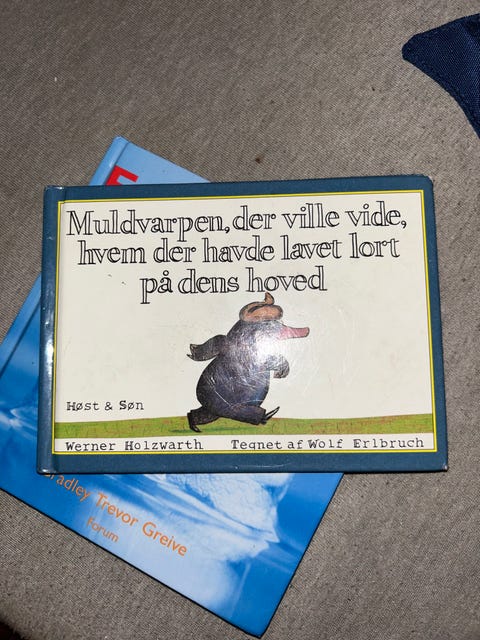 Muldvarpen, der ville vide,
hvem der havde lavet lort
på dens hoved
Høst & Søn
Werner Holzwarth Tegnet af Wolf Erlbruch
Bradley Trevor Greive
Forum